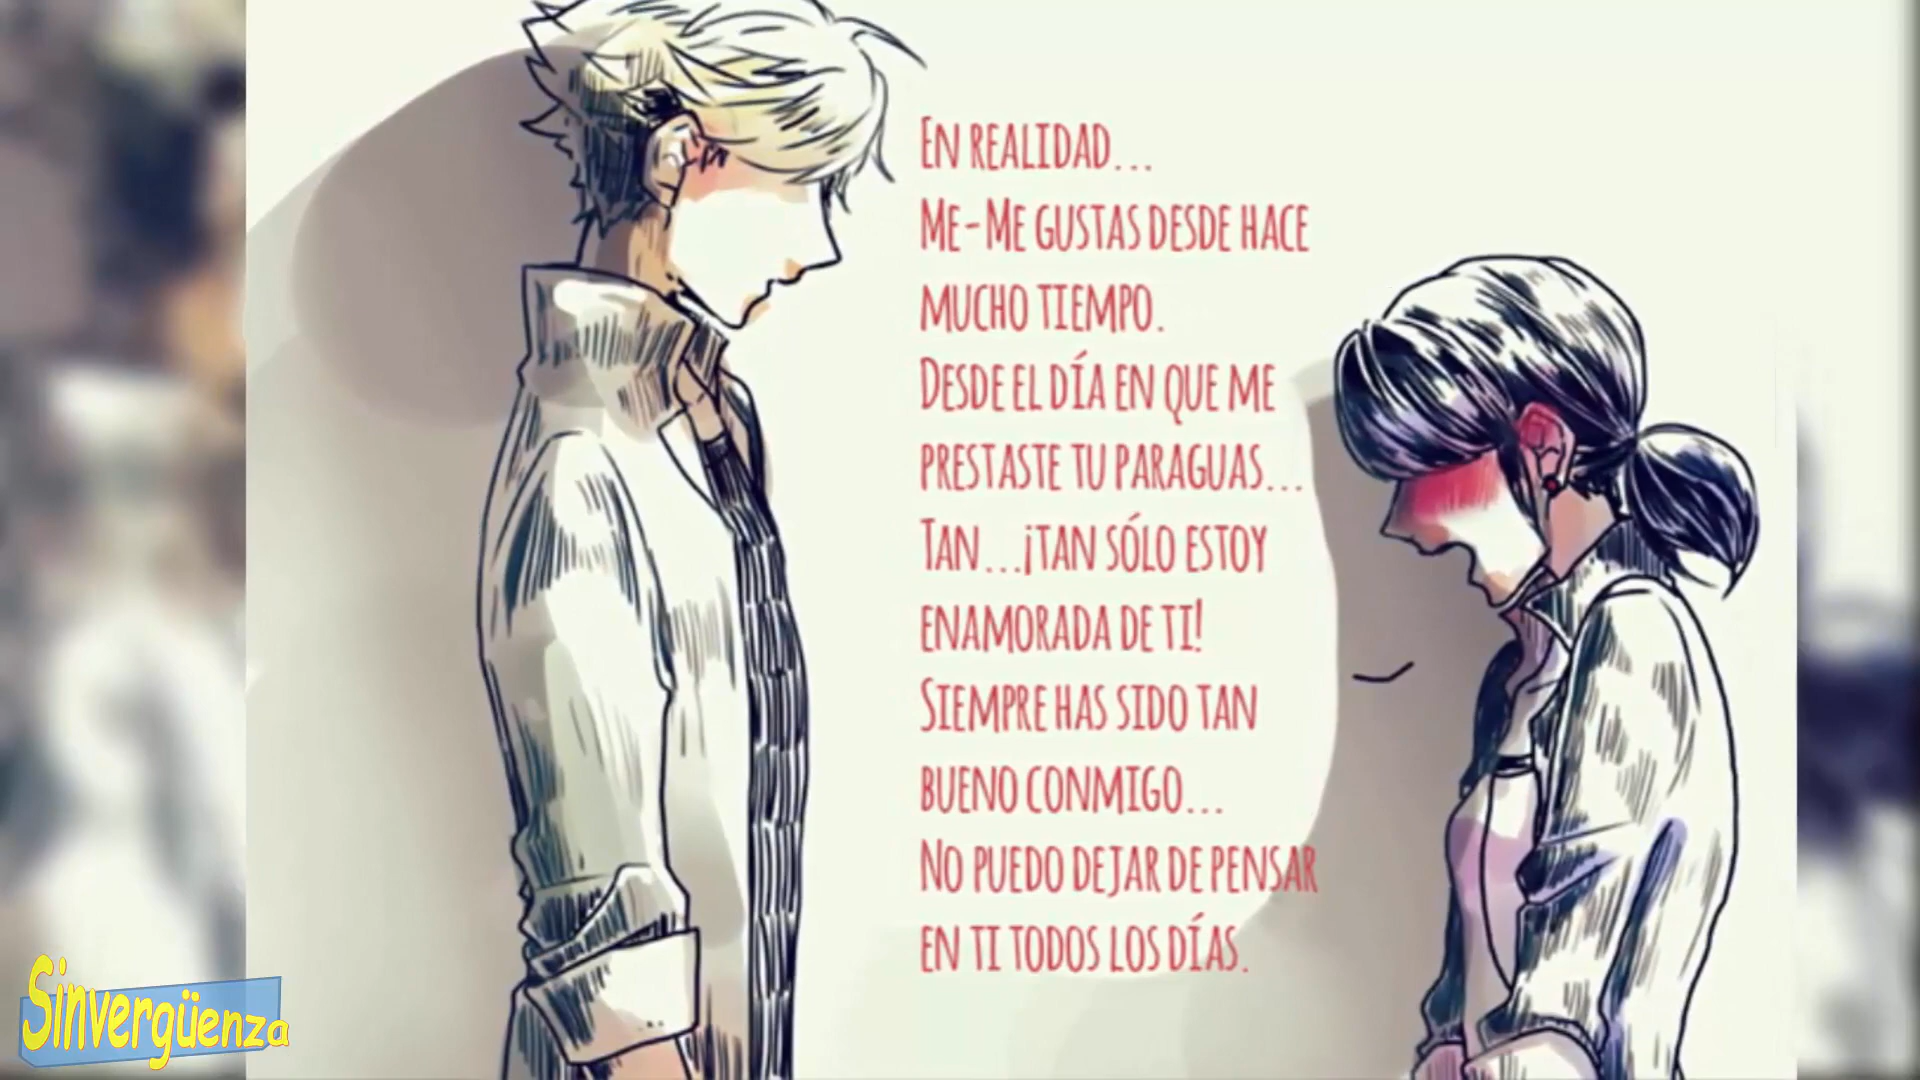 En realidad...
Me-Me gustas desde hace
mucho tiempo.
Desde el día en que me
prestaste tu paraguas...
Tan...¡tan sólo estoy
enamorada de ti!
Siempre has sido tan
bueno conmigo...
No puedo dejar de pensar
en ti todos los días.
Sinvergüenza